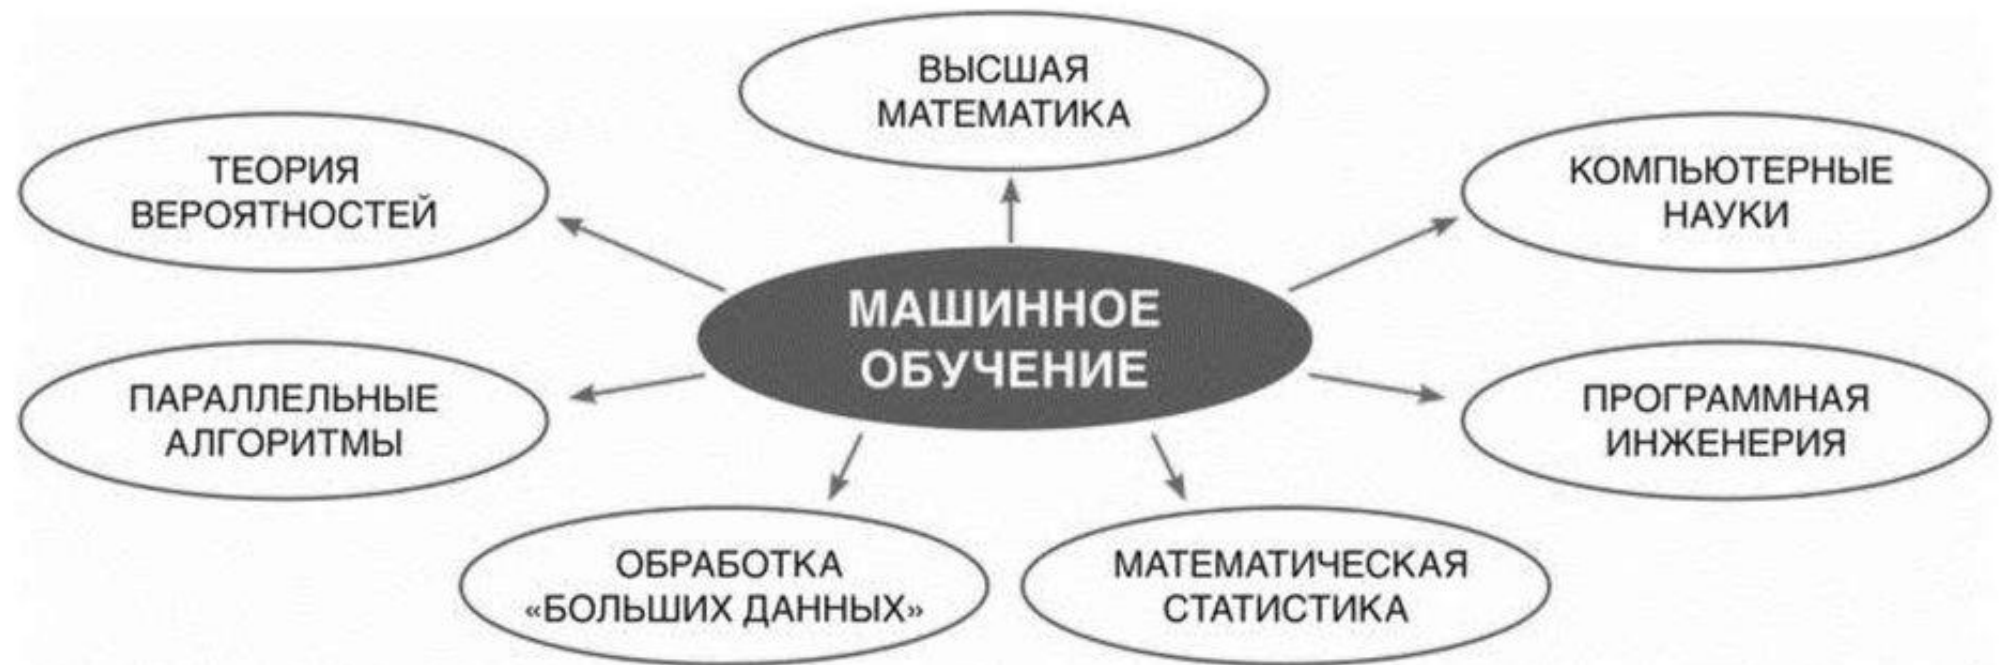 ВЫСШАЯ
МАТЕМАТИКА
ТЕОРИЯ
ВЕРОЯТНОСТЕЙ
КОМПЬЮТЕРНЫЕ
НАУКИ
МАШИННОЕ
ОБУЧЕНИЕ
ПАРАЛЛЕЛЬНЫЕ
АЛГОРИТМЫ
ПРОГРАММНАЯ
ИНЖЕНЕРИЯ
ОБРАБОТКА
«БОЛЬШИХ ДАННЫХ»
МАТЕМАТИЧЕСКАЯ
СТАТИСТИКА